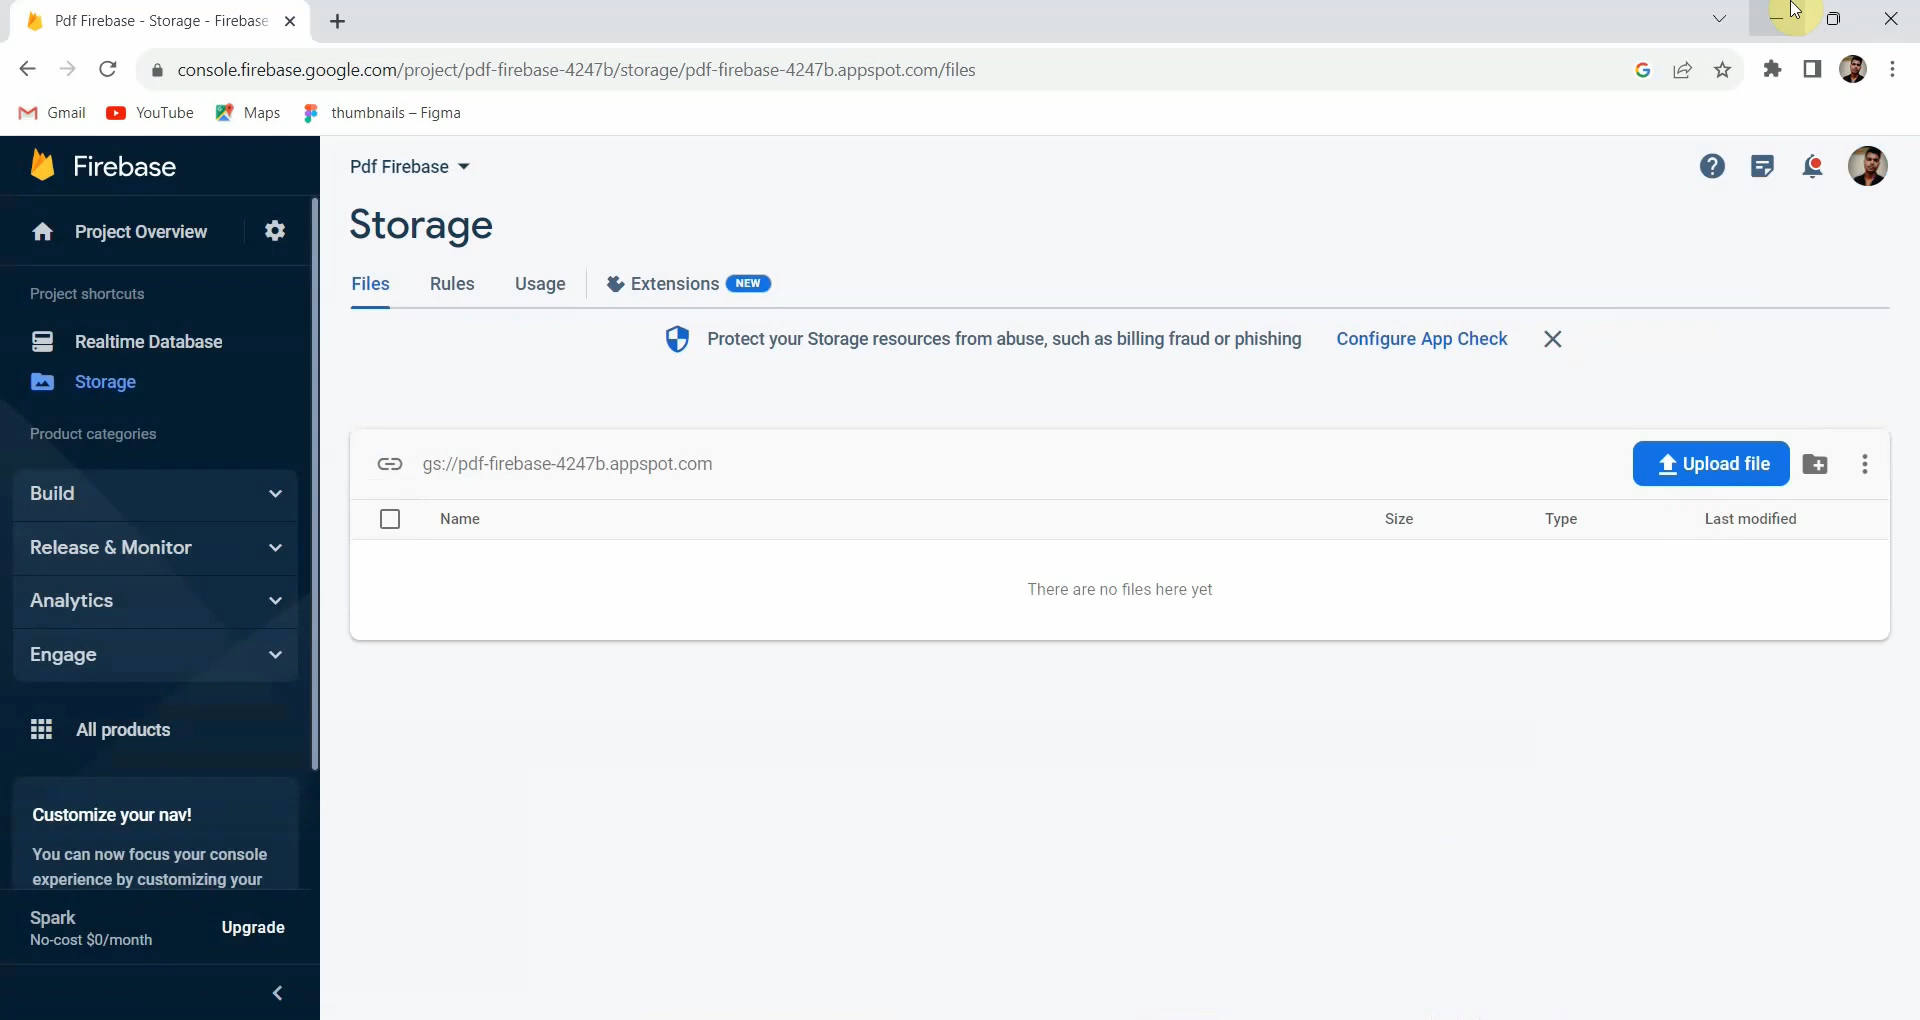 Pdf Firebase - Storage - Firebase
console.firebase.google.com/project/pdf-firebase-4247b/storage/pdf-firebase-4247b.appspot.com/files
Gmail YouTube Maps thumbnails – Figma
Firebase
Project Overview
Project shortcuts
Realtime Database
Storage
Product categories
Build
Release & Monitor
Analytics
Engage
All products
Customize your nav!
You can now focus your console
experience by customizing your
Spark
No-cost $0/month
Upgrade
Pdf Firebase
Storage
Files Rules Usage Extensions NEW
Protect your Storage resources from abuse, such as billing fraud or phishing Configure App Check
gs://pdf-firebase-4247b.appspot.com
Upload file
Name Size Type Last modified
There are no files here yet